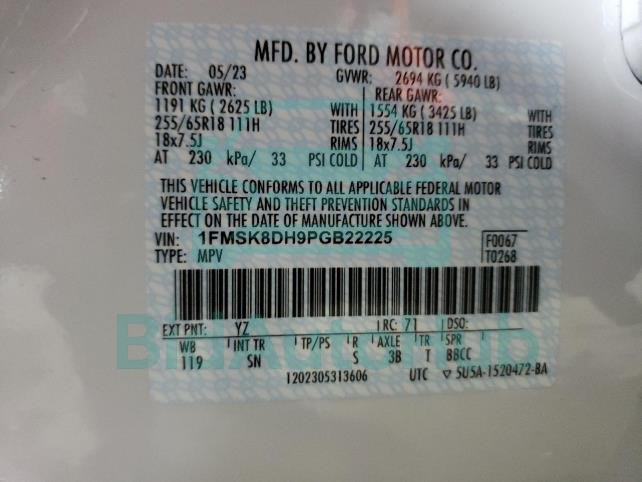 MFD. BY FORD MOTOR CO.
DATE: 05/23 GVWR: 2694 KG ( 5940 LB)
FRONT GAWR: REAR GAWR:
1191 KG ( 2625 LB) WITH 1554 KG ( 3425 LB) WITH
255/65R18 111H TIRES 255/65R18 111H TIRES
18x7.5J RIMS 18x7.5J RIMS
AT 230 kPa/ 33 PSI COLD AT 230 kPa/ 33 PSI COLD
THIS VEHICLE CONFORMS TO ALL APPLICABLE FEDERAL MOTOR
VEHICLE SAFETY AND THEFT PREVENTION STANDARDS IN
EFFECT ON THE DATE OF MANUFACTURE SHOWN ABOVE.
VIN: 1FMSK8DH9PGB22225 F0067
TYPE: MPV T0268
EXT PNT: YZ RC: 71 DSO:
WB INT TR TP/PS R AXLE TR SPR
119 SN S 3B T BBCC
BidAutoHub
1202305313606 UTC ▽ 5U5A-1520472-BA